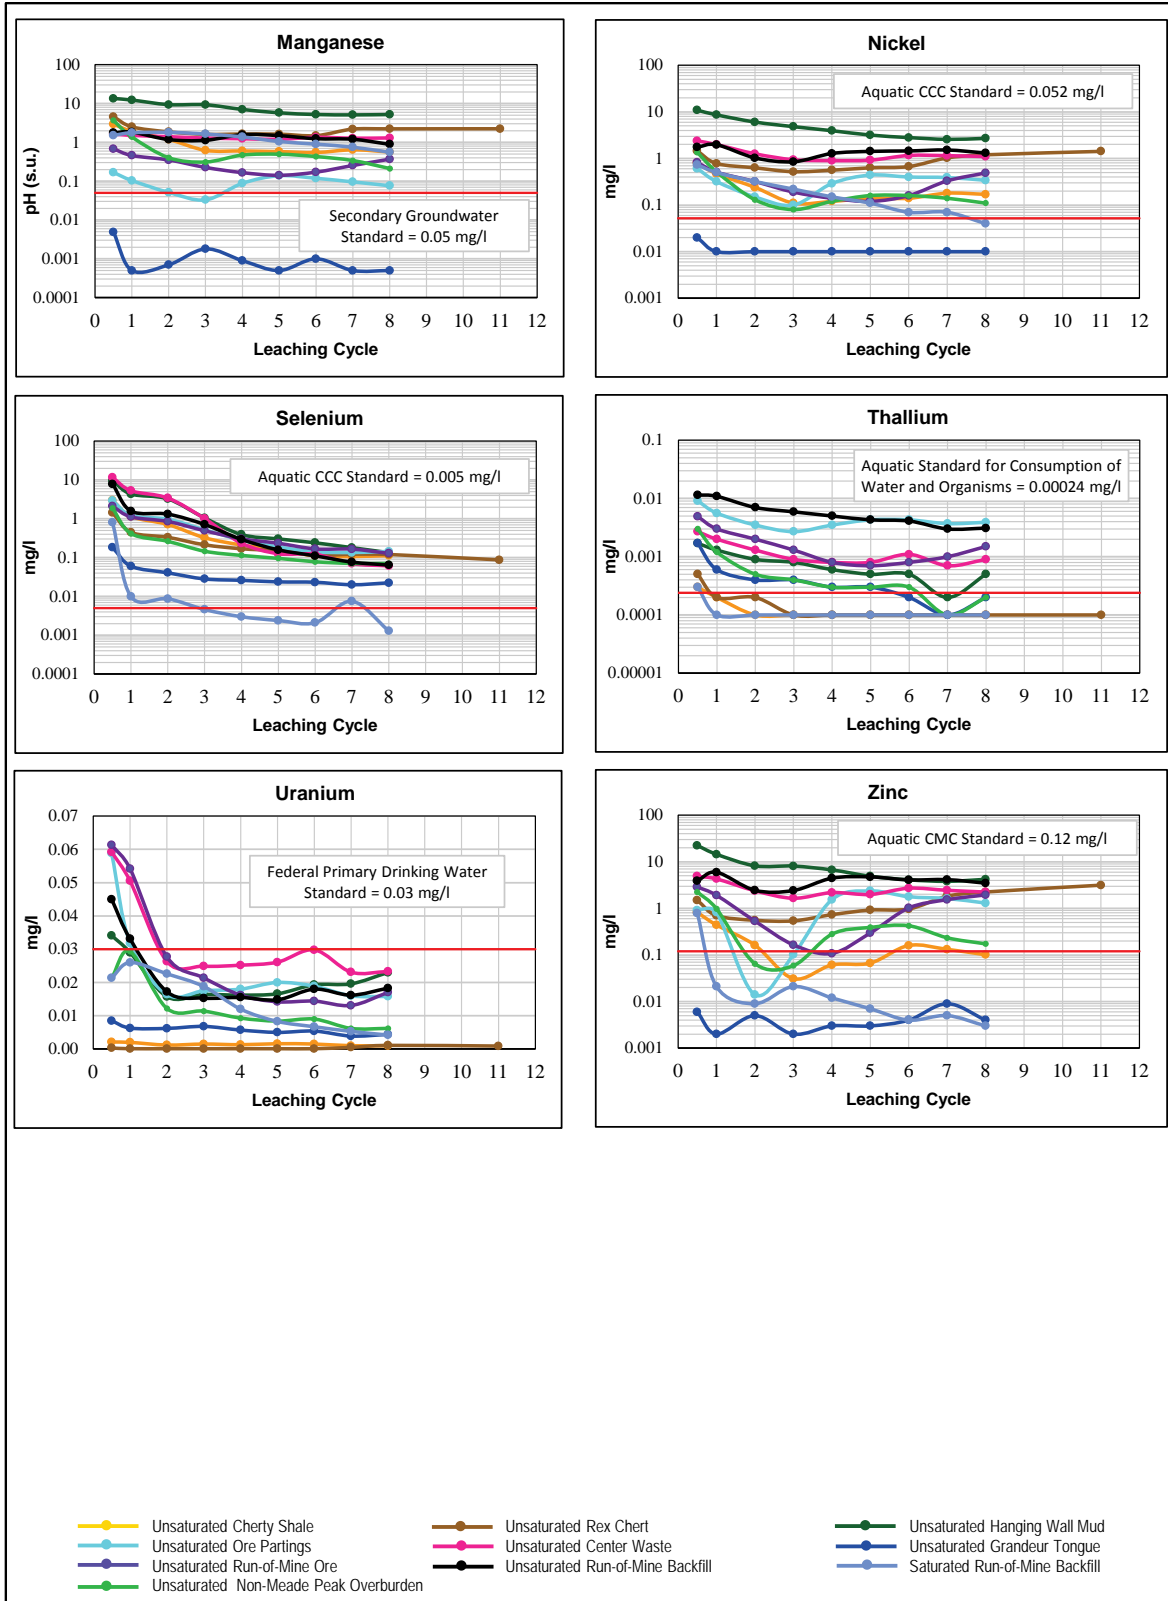 Manganese
100
10
1
0.1
0.01
0.001
0.0001
pH (s.u.)
Secondary Groundwater
Standard = 0.05 mg/l
0 1 2 3 4 5 6 7 8 9 10 11 12
Leaching Cycle
Nickel
100
10
1
0.1
0.01
0.001
mg/l
Aquatic CCC Standard = 0.052 mg/l
0 1 2 3 4 5 6 7 8 9 10 11 12
Leaching Cycle
Selenium
100
10
1
0.1
0.01
0.001
0.0001
mg/l
Aquatic CCC Standard = 0.005 mg/l
0 1 2 3 4 5 6 7 8 9 10 11 12
Leaching Cycle
Thallium
0.1
0.01
0.001
0.0001
0.00001
mg/l
Aquatic Standard for Consumption of
Water and Organisms = 0.00024 mg/l
0 1 2 3 4 5 6 7 8 9 10 11 12
Leaching Cycle
Uranium
0.07
0.06
0.05
0.04
0.03
0.02
0.01
0.00
mg/l
Federal Primary Drinking Water
Standard = 0.03 mg/l
0 1 2 3 4 5 6 7 8 9 10 11 12
Leaching Cycle
Zinc
100
10
1
0.1
0.01
0.001
mg/l
Aquatic CMC Standard = 0.12 mg/l
0 1 2 3 4 5 6 7 8 9 10 11 12
Leaching Cycle
Unsaturated Cherty Shale
Unsaturated Rex Chert
Unsaturated Hanging Wall Mud
Unsaturated Ore Partings
Unsaturated Center Waste
Unsaturated Grandeur Tongue
Unsaturated Run-of-Mine Ore
Unsaturated Run-of-Mine Backfill
Saturated Run-of-Mine Backfill
Unsaturated Non-Meade Peak Overburden